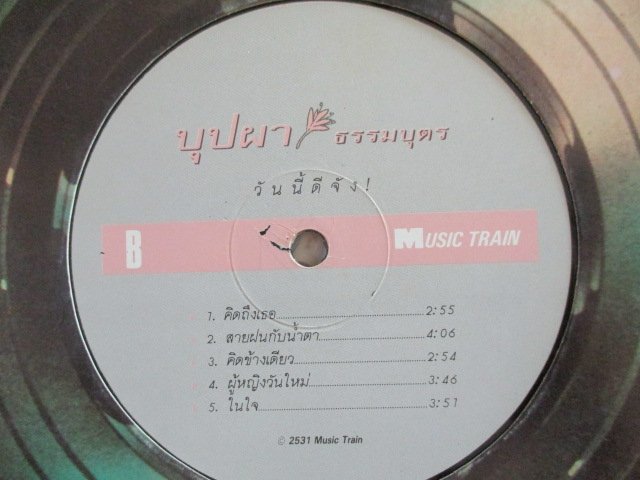 บุปผา ธรรมบุตร
วันนี้ดีจัง!
B MUSIC TRAIN
1. คิดถึงเธอ 2:55
2. สายฝนกับน้ำตา 4:06
3. คิดข้างเดียว 2:54
4. ผู้หญิงวันใหม่ 3:46
5. ในใจ 3:51
© 2531 Music Train